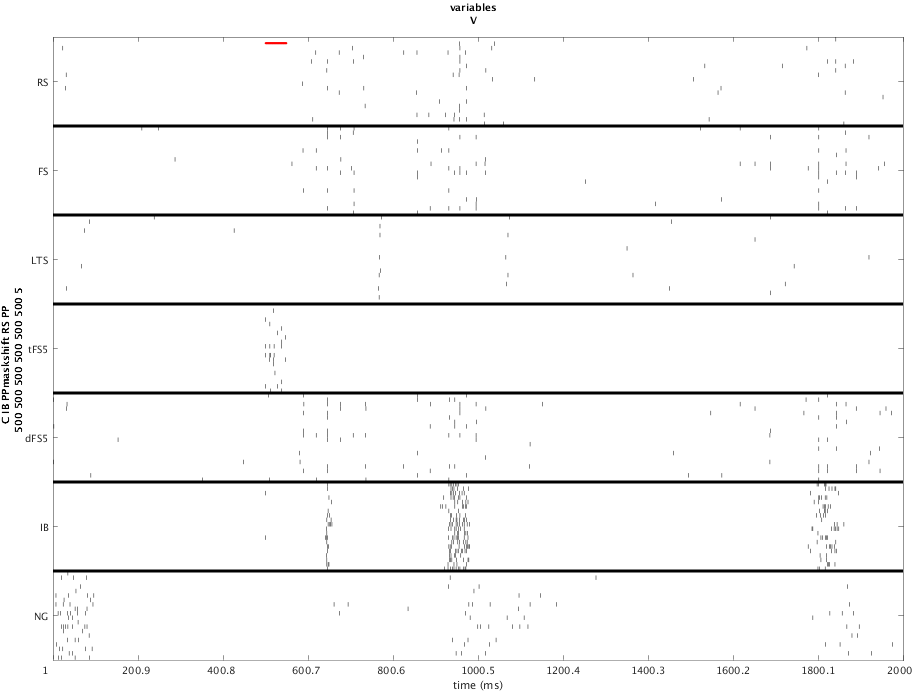 variables
V
RS
FS
LTS
tFS5
dFS5
IB
NG
C IB PPmaskshift RS PP
500 500 500 500 500 500 5
1 200.9 400.8 600.7 800.6 1000.5 1200.4 1400.3 1600.2 1800.1 2000
time (ms)